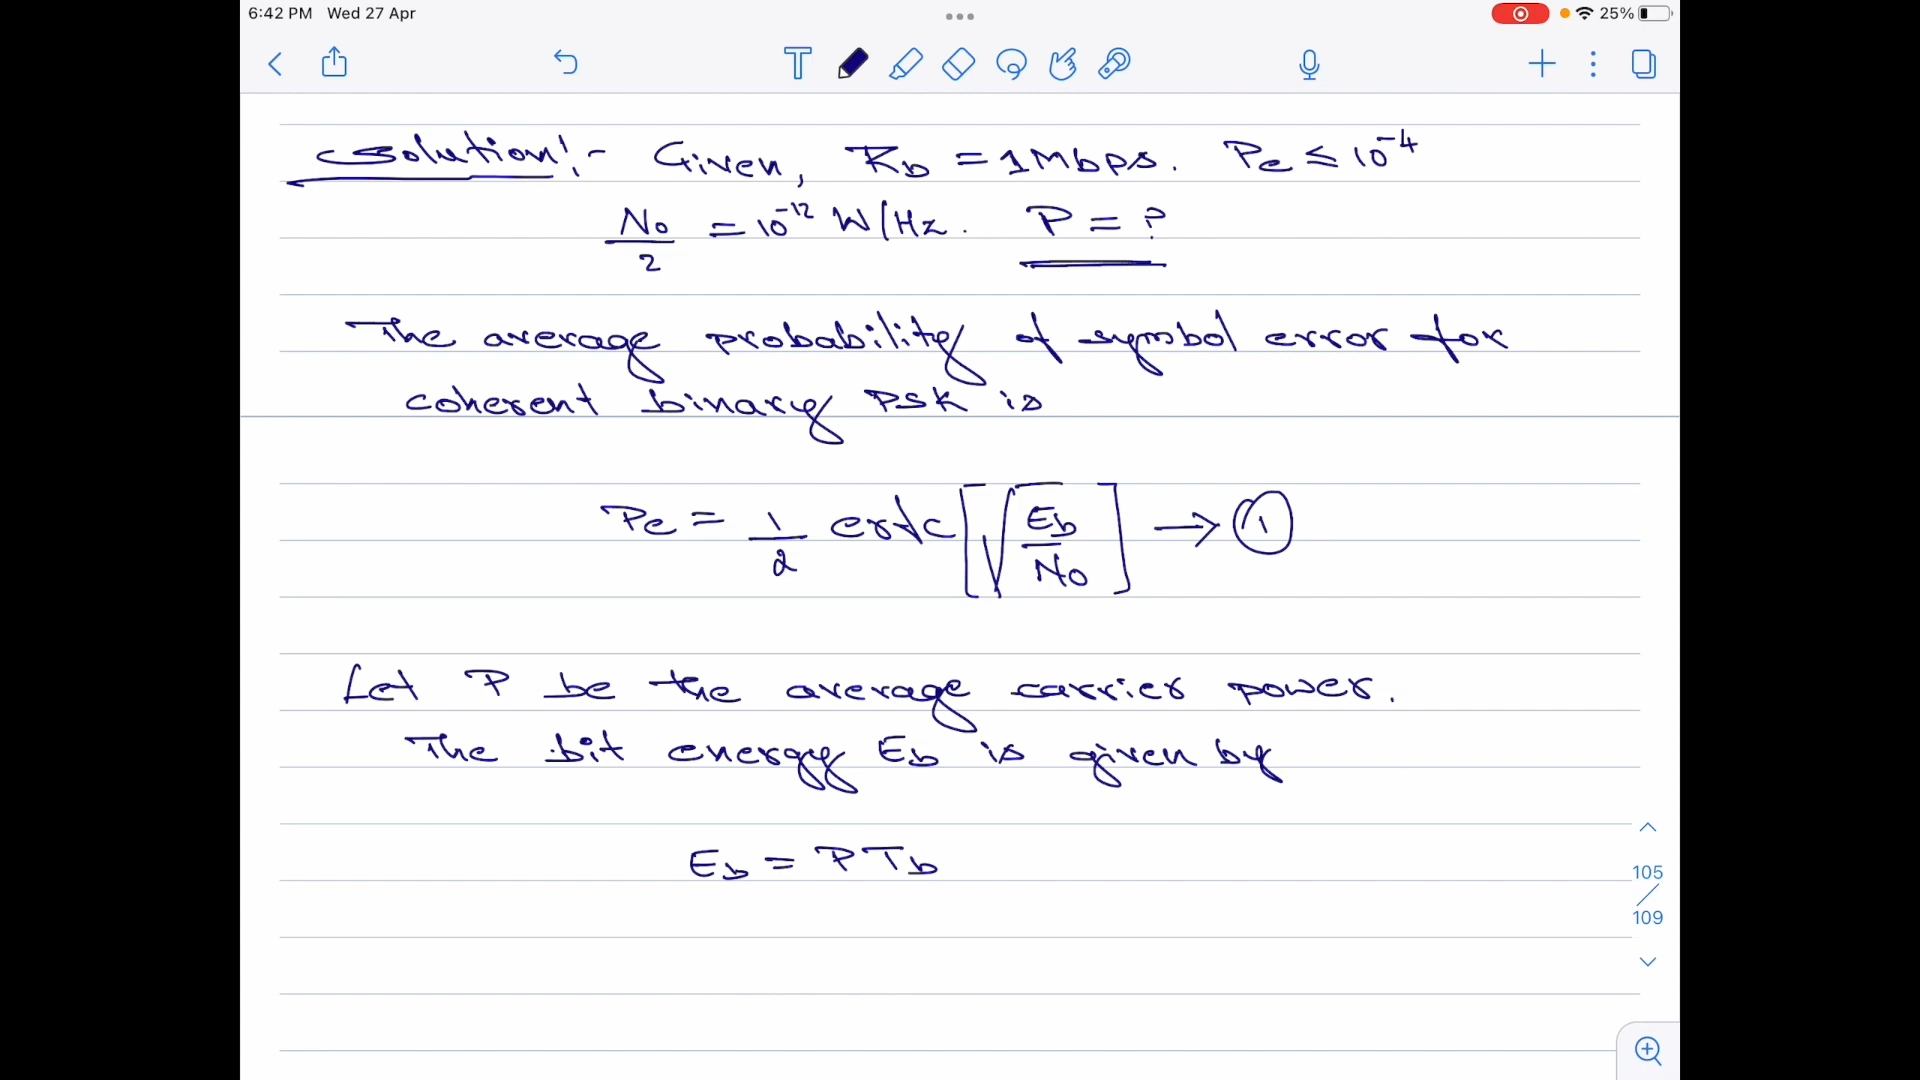 6:42 PM Wed 27 Apr
25%
Solution:- Given, Rb = 1Mbps. Pe ≤ 10^-4
No/2 = 10^-12 W/Hz. P = ?
The average probability of symbol error for
coherent binary PSK is
Pe = 1/2 erfc[√(Eb/No)] → ①
Let P be the average carrier power.
The bit energy Eb is given by
Eb = PTb
105
109